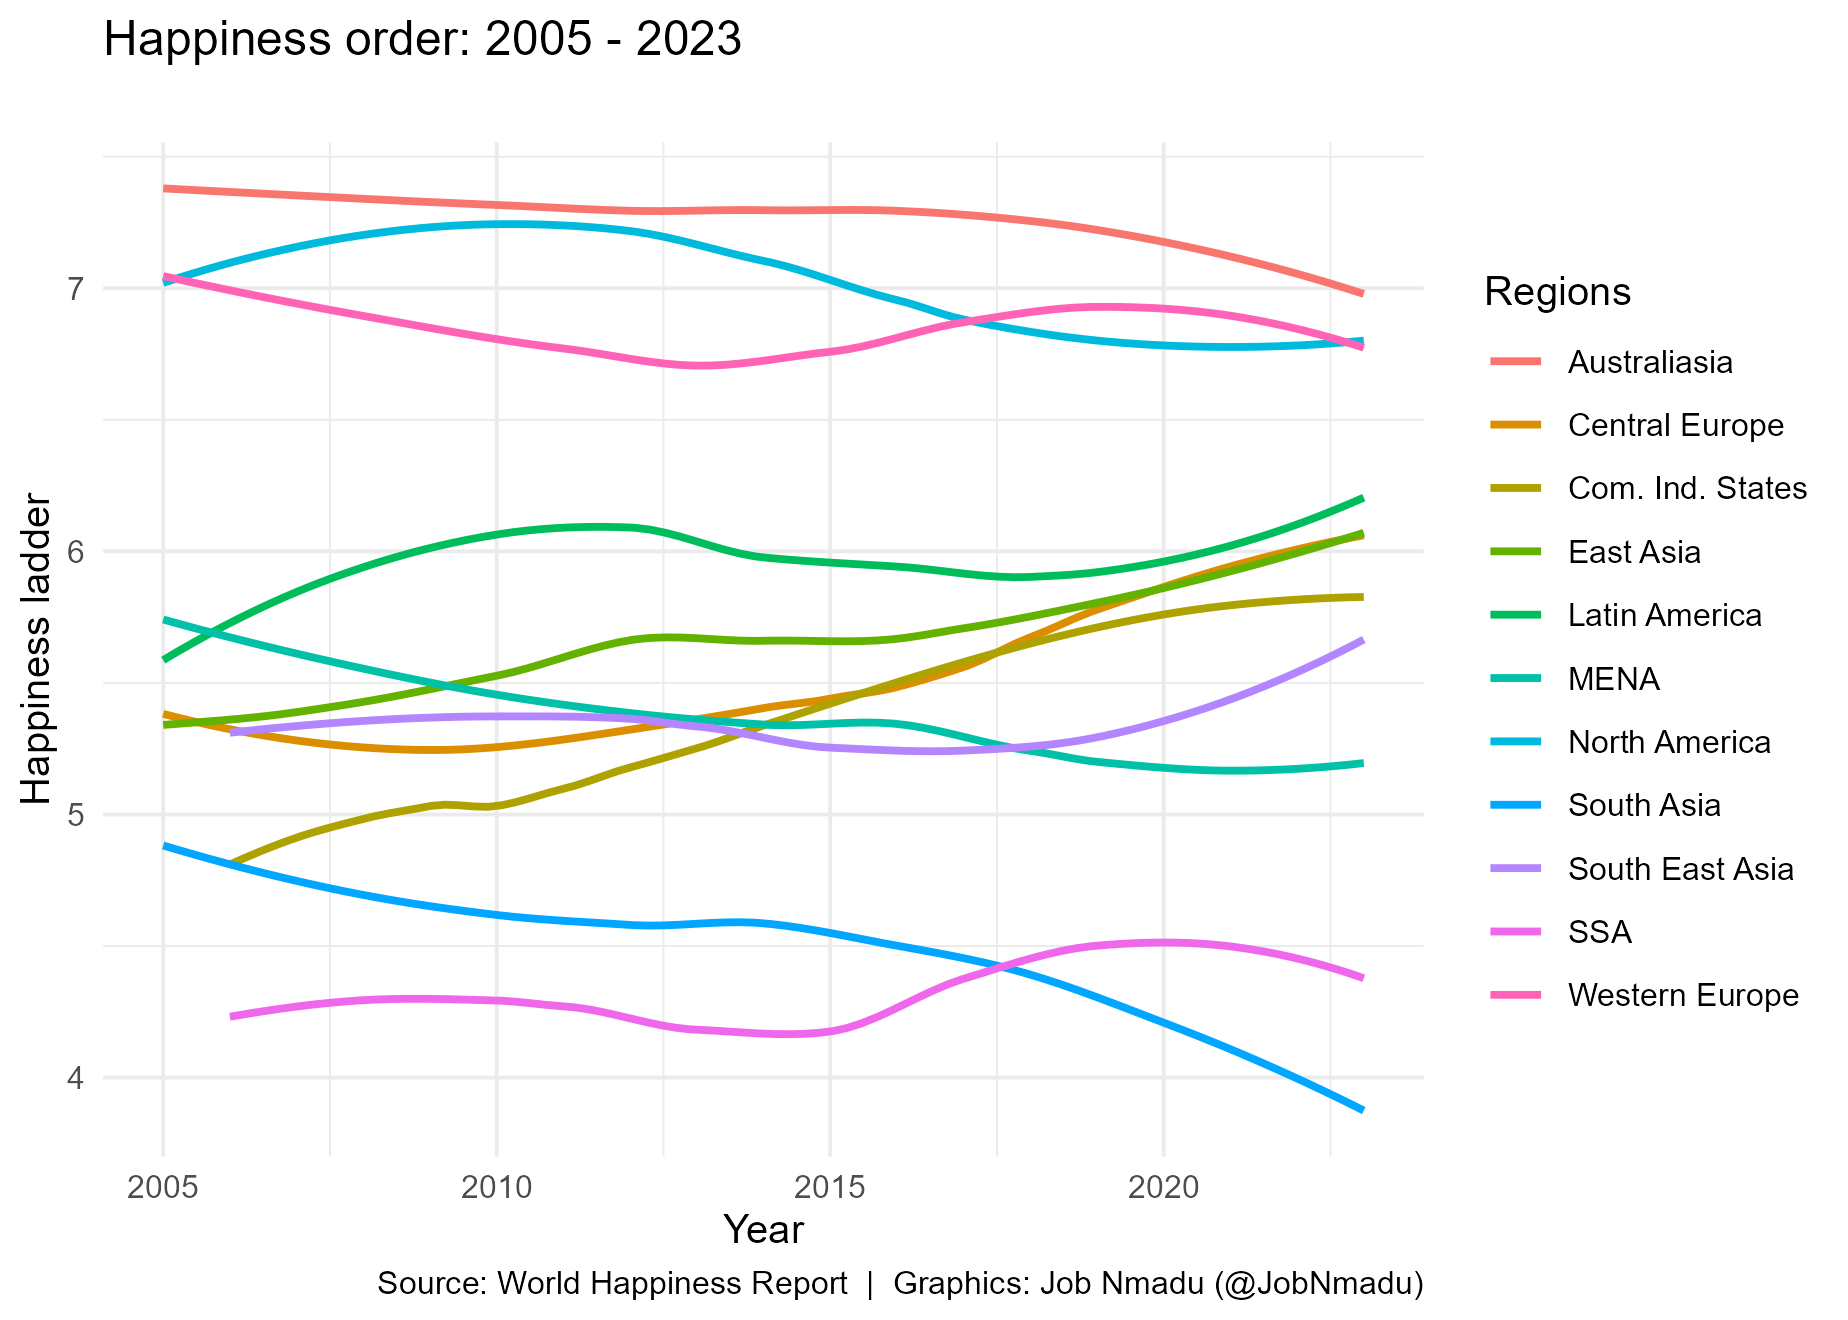 Happiness order: 2005 - 2023
7
6
5
4
Happiness ladder
2005 2010 2015 2020
Year
Regions
Australiasia
Central Europe
Com. Ind. States
East Asia
Latin America
MENA
North America
South Asia
South East Asia
SSA
Western Europe
Source: World Happiness Report | Graphics: Job Nmadu (@JobNmadu)